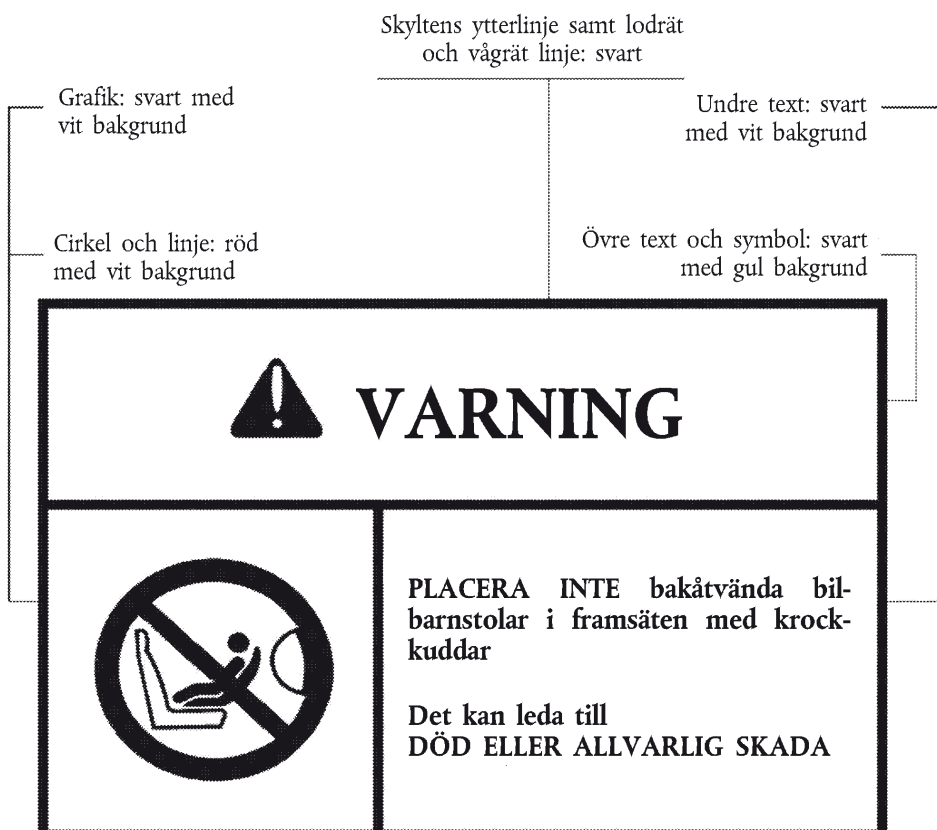 Skyltens ytterlinje samt lodrät
och vågrät linje: svart
Grafik: svart med
vit bakgrund
Undre text: svart
med vit bakgrund
Cirkel och linje: röd
med vit bakgrund
Övre text och symbol: svart
med gul bakgrund
VARNING
PLACERA INTE bakåtvända bil-
barnstolar i framsäten med krock-
kuddar
Det kan leda till
DÖD ELLER ALLVARLIG SKADA